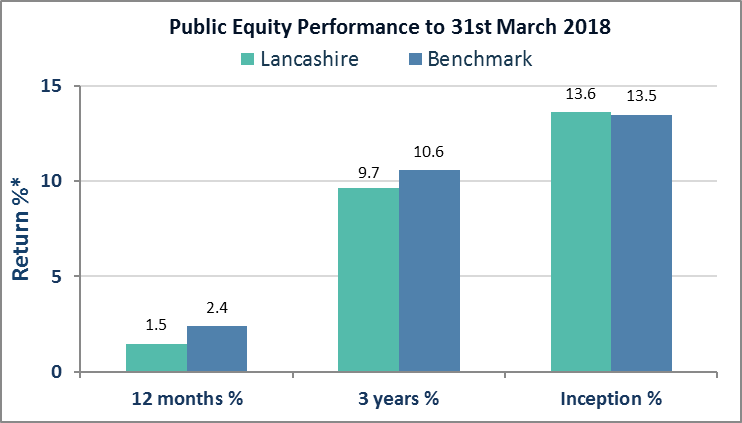 Public Equity Performance to 31st March 2018
Lancashire Benchmark
15
10
5
0
Return %*
1.5
2.4
9.7
10.6
13.6
13.5
12 months % 3 years % Inception %